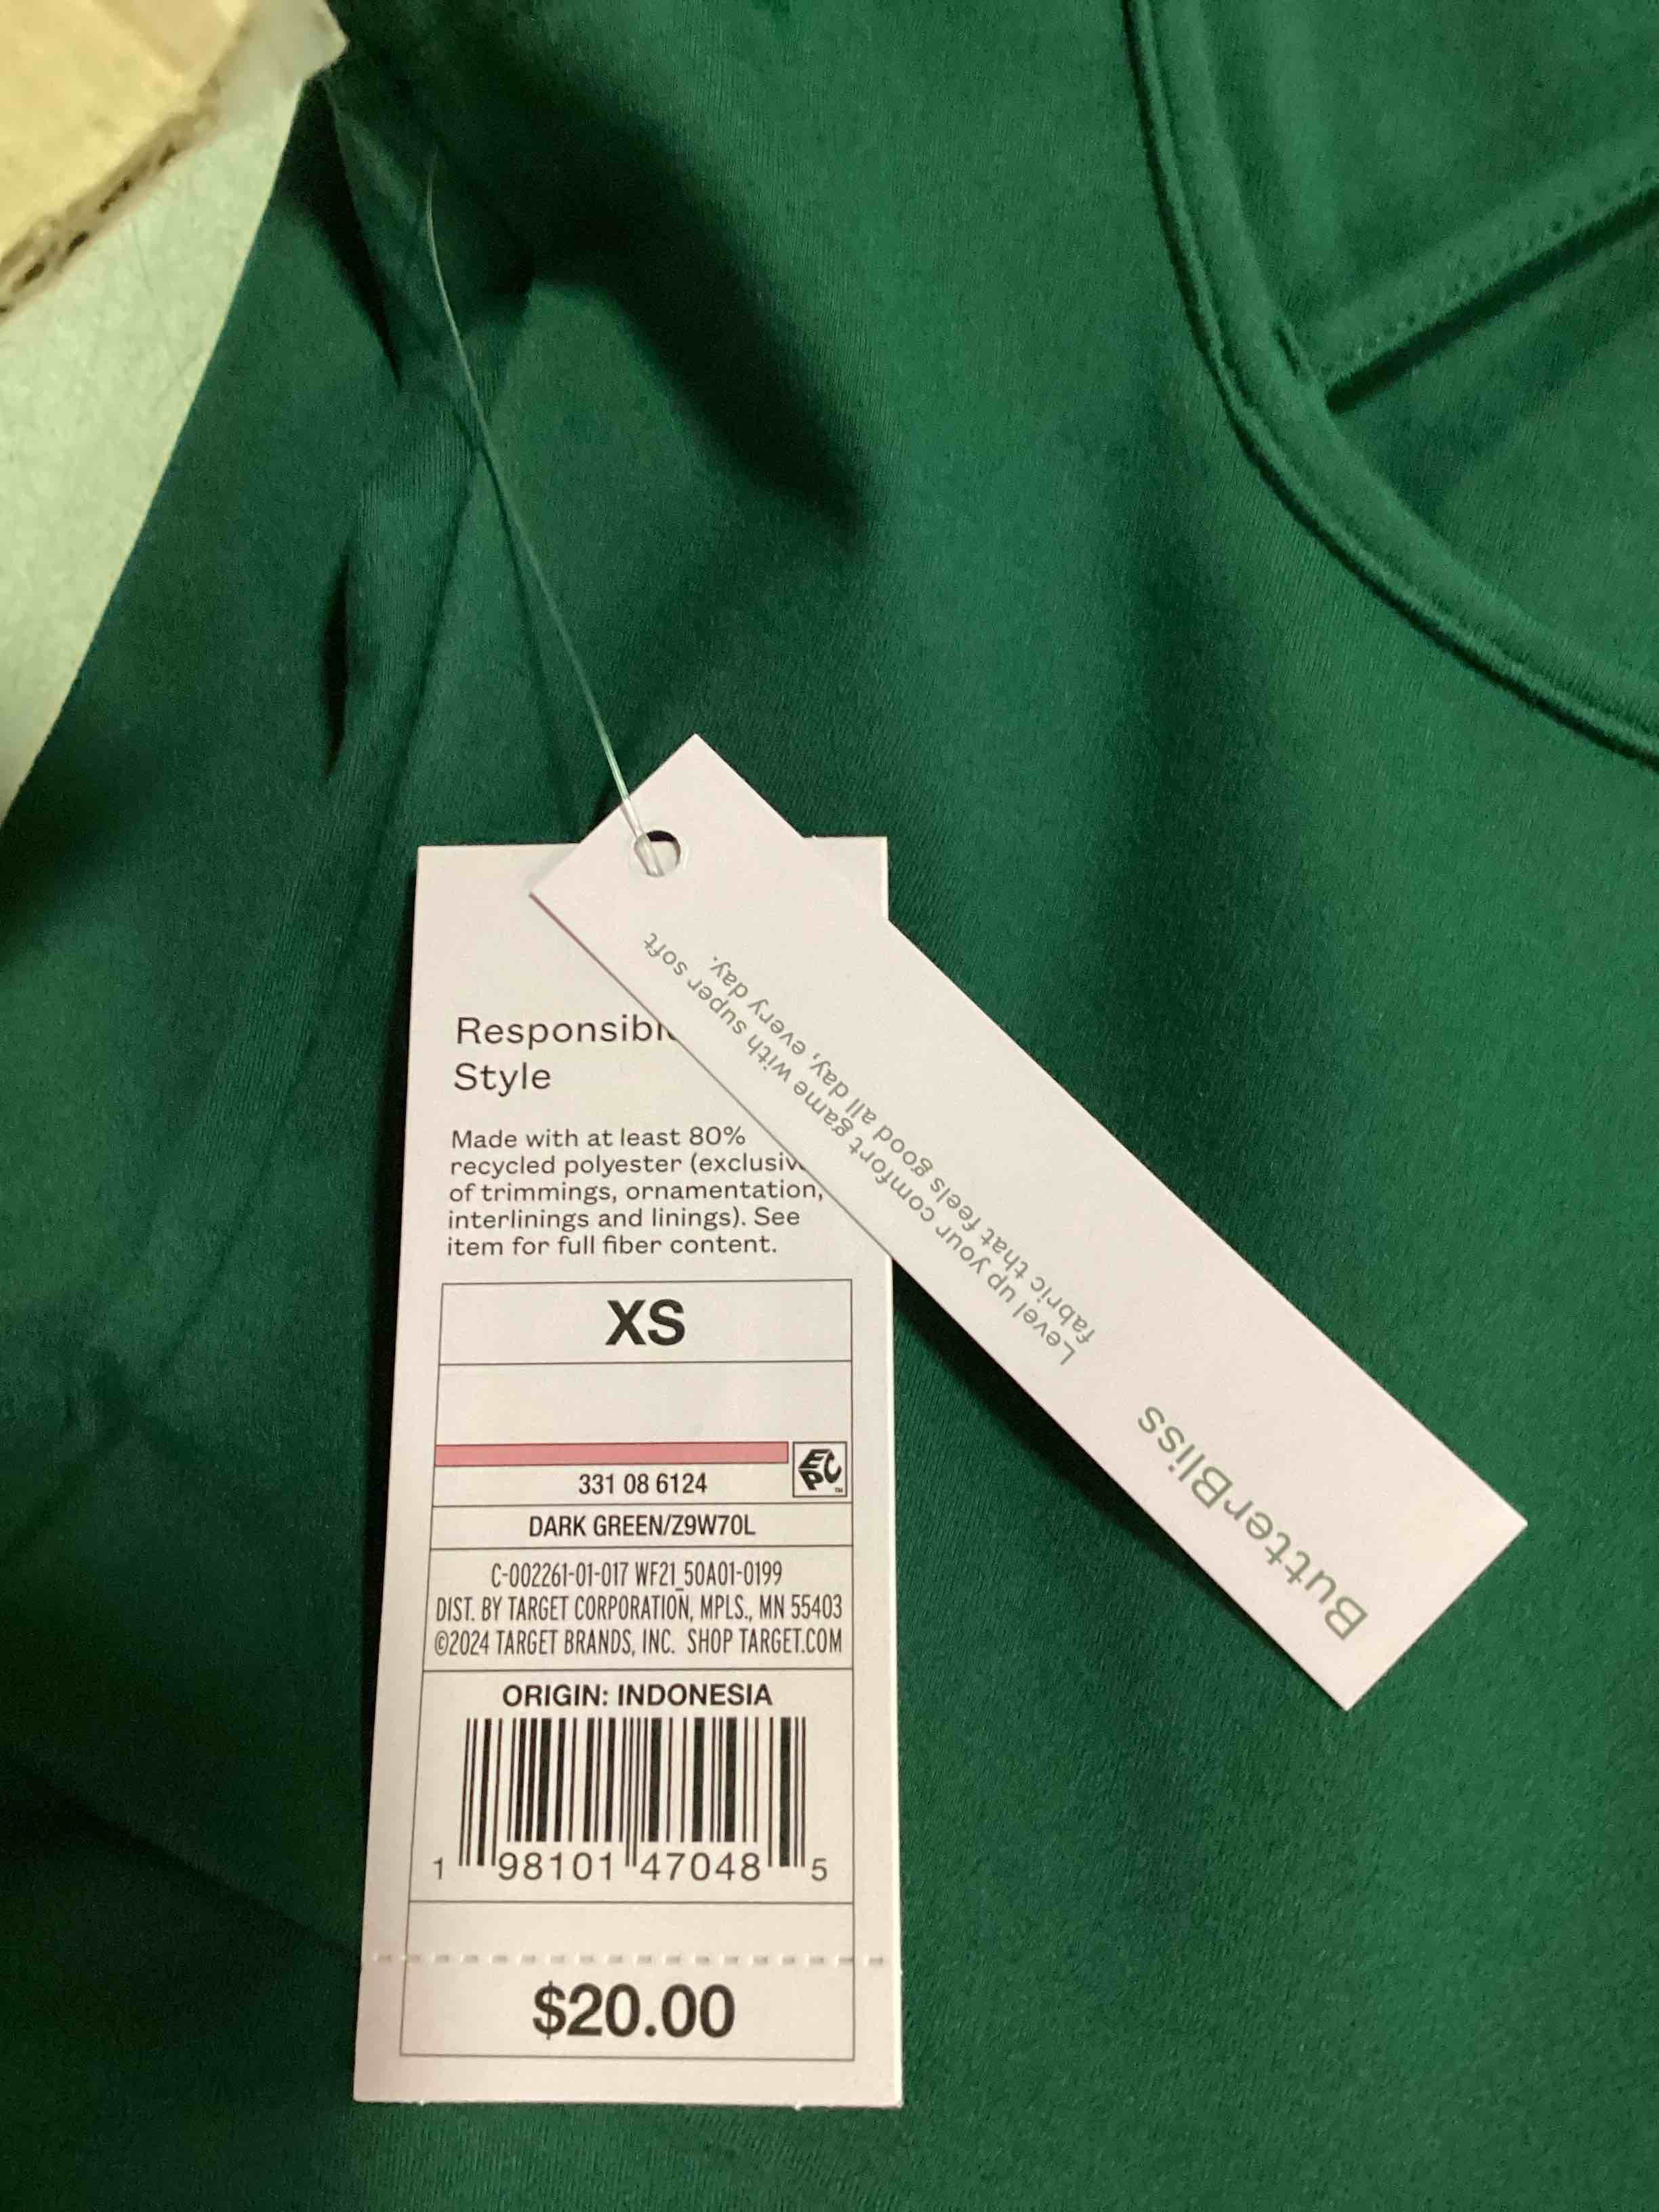 Responsible
Style
Made with at least 80%
recycled polyester (exclusive
of trimmings, ornamentation,
interlinings and linings). See
item for full fiber content.
XS
EPC
TM
331 08 6124
DARK GREEN/Z9W70L
C-002261-01-017 WF21_50A01-0199
DIST. BY TARGET CORPORATION, MPLS., MN 55403
©2024 TARGET BRANDS, INC. SHOP TARGET.COM
ORIGIN: INDONESIA
1 98101 47048 5
$20.00
ButterBliss
Level up your comfort game with super soft
fabric that feels good all day, every day.